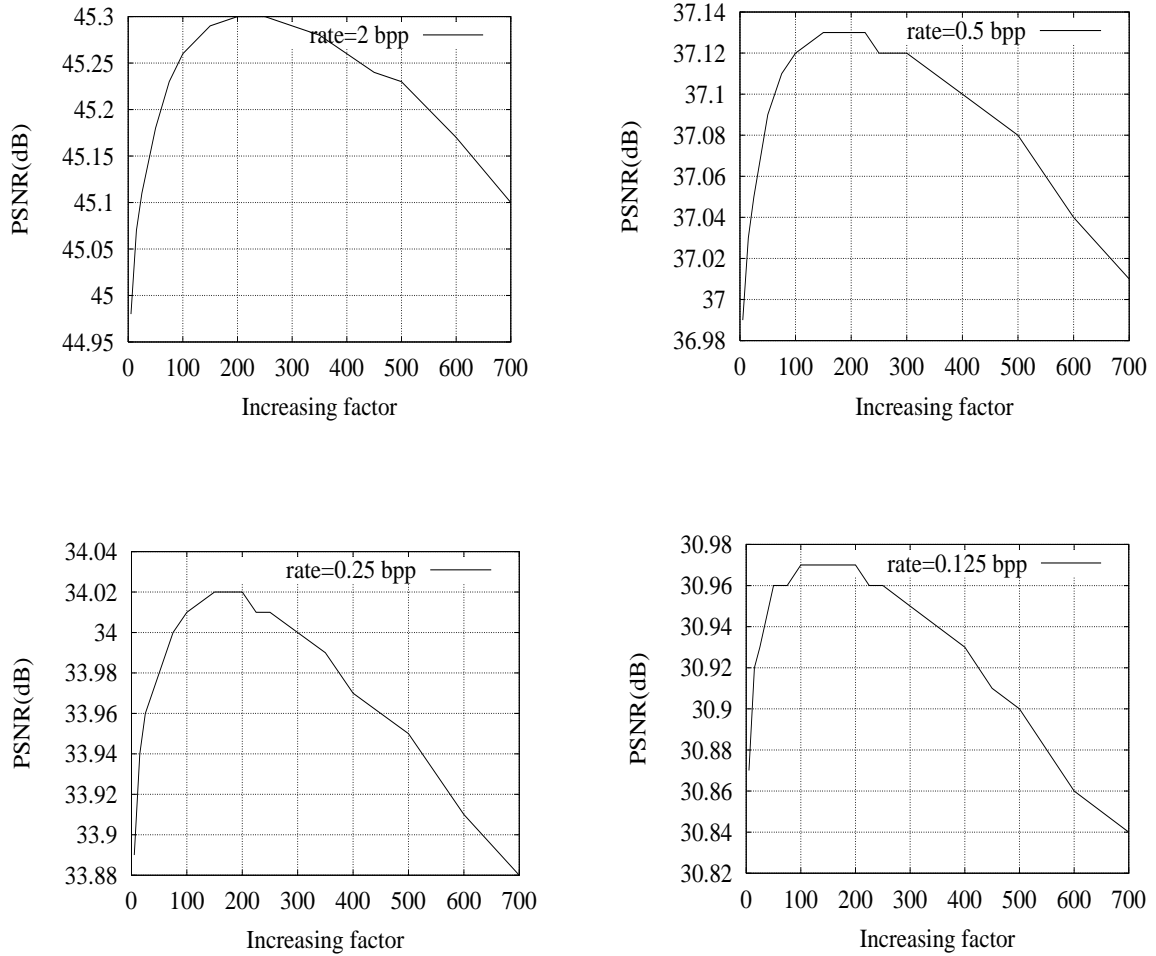 rate=2 bpp
45.3
45.25
45.2
45.15
45.1
45.05
45
44.95
PSNR(dB)
0 100 200 300 400 500 600 700
Increasing factor
rate=0.5 bpp
37.14
37.12
37.1
37.08
37.06
37.04
37.02
37
36.98
PSNR(dB)
0 100 200 300 400 500 600 700
Increasing factor
rate=0.25 bpp
34.04
34.02
34
33.98
33.96
33.94
33.92
33.9
33.88
PSNR(dB)
0 100 200 300 400 500 600 700
Increasing factor
rate=0.125 bpp
30.98
30.96
30.94
30.92
30.9
30.88
30.86
30.84
30.82
PSNR(dB)
0 100 200 300 400 500 600 700
Increasing factor